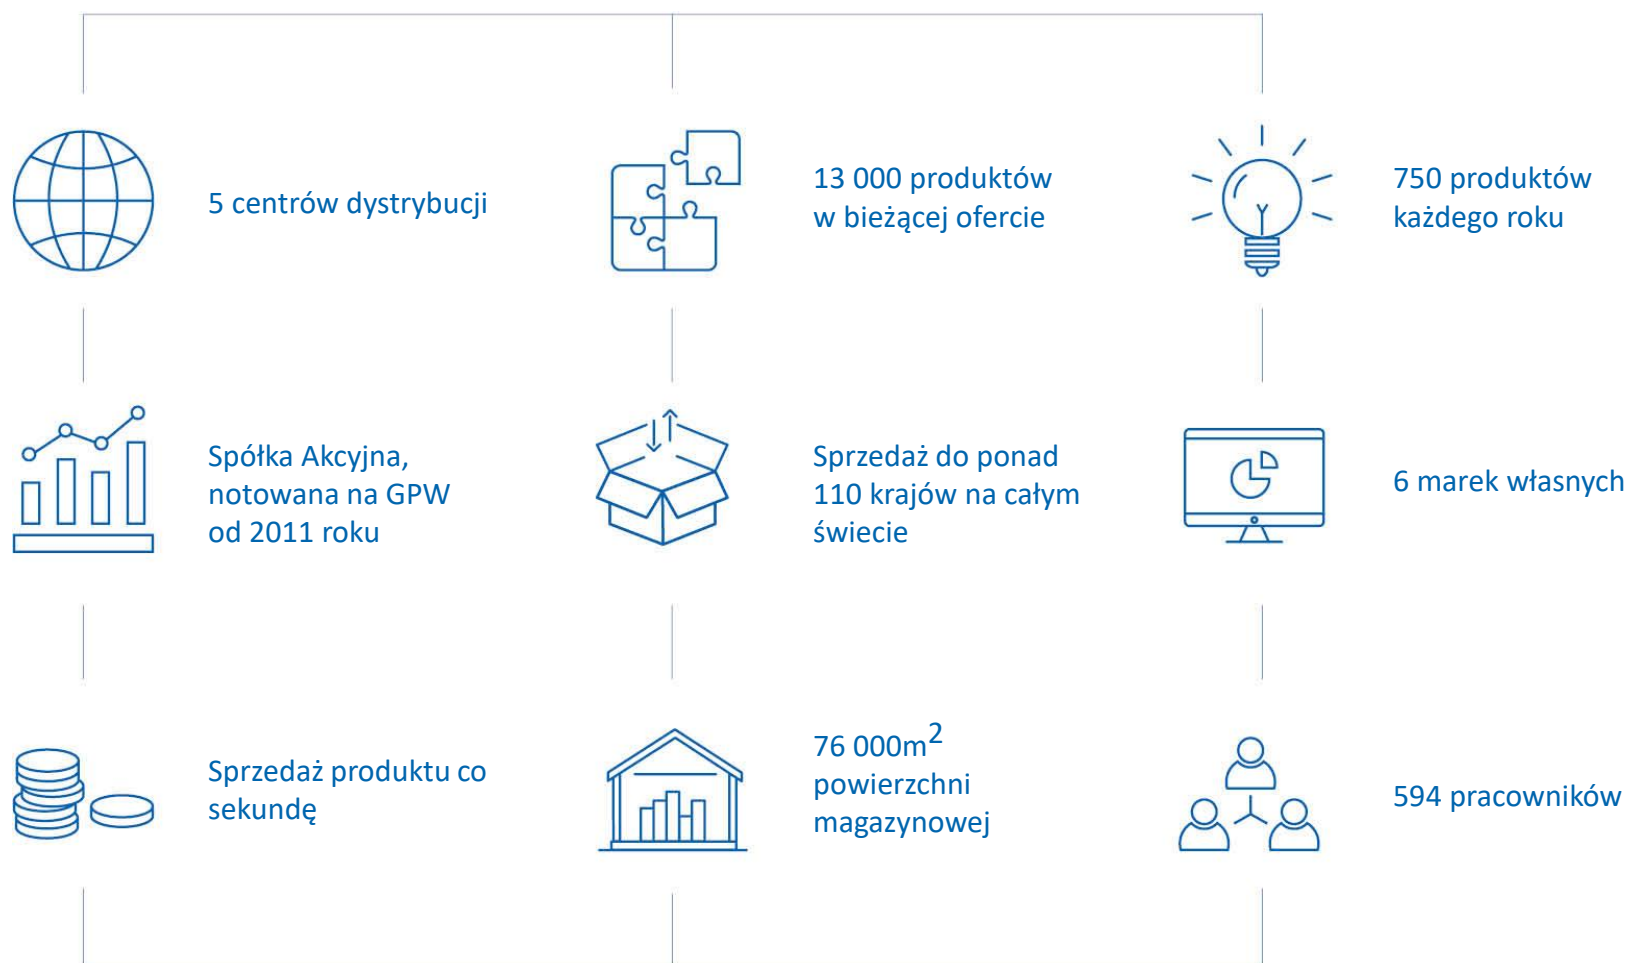 5 centrów dystrybucji
13 000 produktów
w bieżącej ofercie
750 produktów
każdego roku
Spółka Akcyjna,
notowana na GPW
od 2011 roku
Sprzedaż do ponad
110 krajów na całym
świecie
6 marek własnych
Sprzedaż produktu co
sekundę
76 000m²
powierzchni
magazynowej
594 pracowników